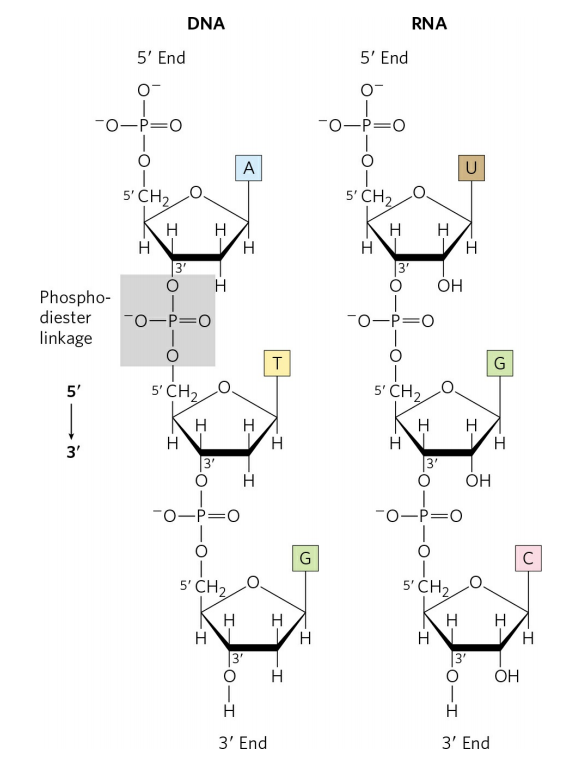 DNA RNA
5′ End 5′ End
O⁻ O⁻
⁻O—P=O ⁻O—P=O
O O
A U
5′ CH₂ O 5′ CH₂ O
H H H H
H H H H
3′ 3′
O H O OH
Phospho-
diester
linkage
⁻O—P=O ⁻O—P=O
O O
T G
5′
3′
5′ CH₂ O 5′ CH₂ O
H H H H
H H H H
3′ 3′
O H O OH
⁻O—P=O ⁻O—P=O
O O
G C
5′ CH₂ O 5′ CH₂ O
H H H H
H H H H
3′ 3′
O H O OH
H H
3′ End 3′ End